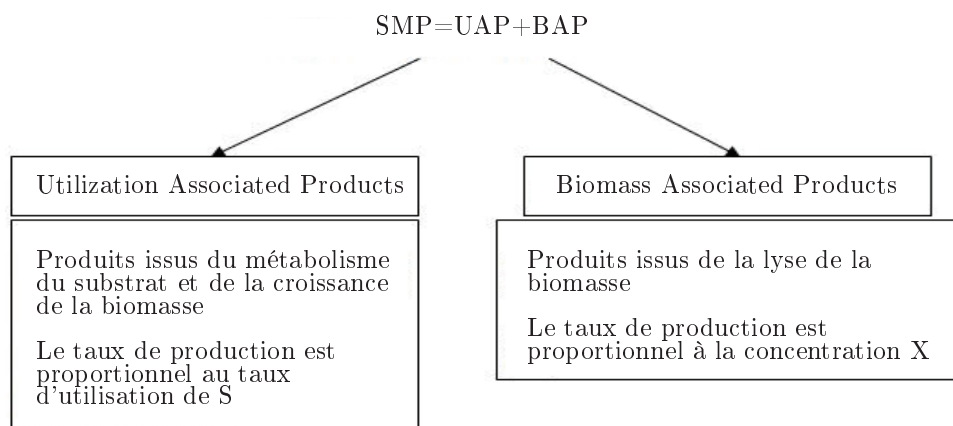 SMP=UAP+BAP
Utilization Associated Products
Produits issus du métabolisme
du substrat et de la croissance
de la biomasse
Le taux de production est
proportionnel au taux
d'utilisation de S
Biomass Associated Products
Produits issus de la lyse de la
biomasse
Le taux de production est
proportionnel à la concentration X